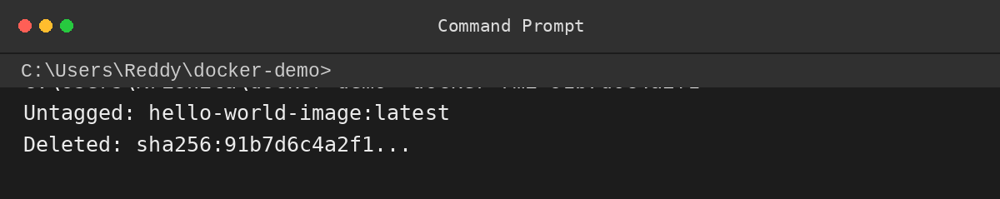 Command Prompt
C:\Users\Reddy\docker-demo>
Untagged: hello-world-image:latest
Deleted: sha256:91b7d6c4a2f1...